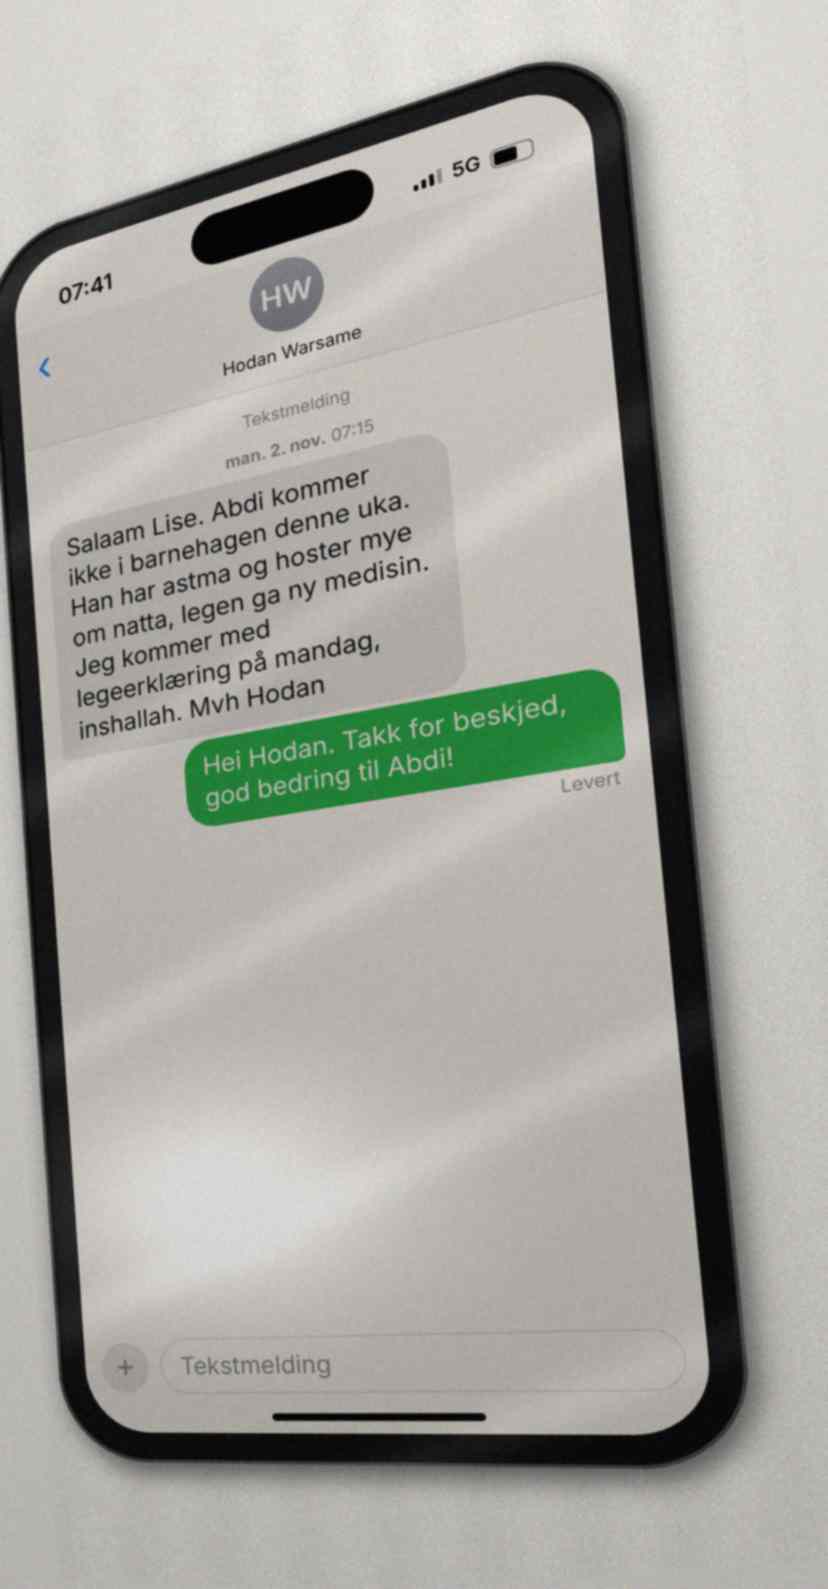 07:41
5G
HW
Hodan Warsame
Tekstmelding
man. 2. nov. 07:15
Salaam Lise. Abdi kommer
ikke i barnehagen denne uka.
Han har astma og hoster mye
om natta, legen ga ny medisin.
Jeg kommer med
legeerklæring på mandag,
inshallah. Mvh Hodan
Hei Hodan. Takk for beskjed,
god bedring til Abdi!
Levert
+
Tekstmelding